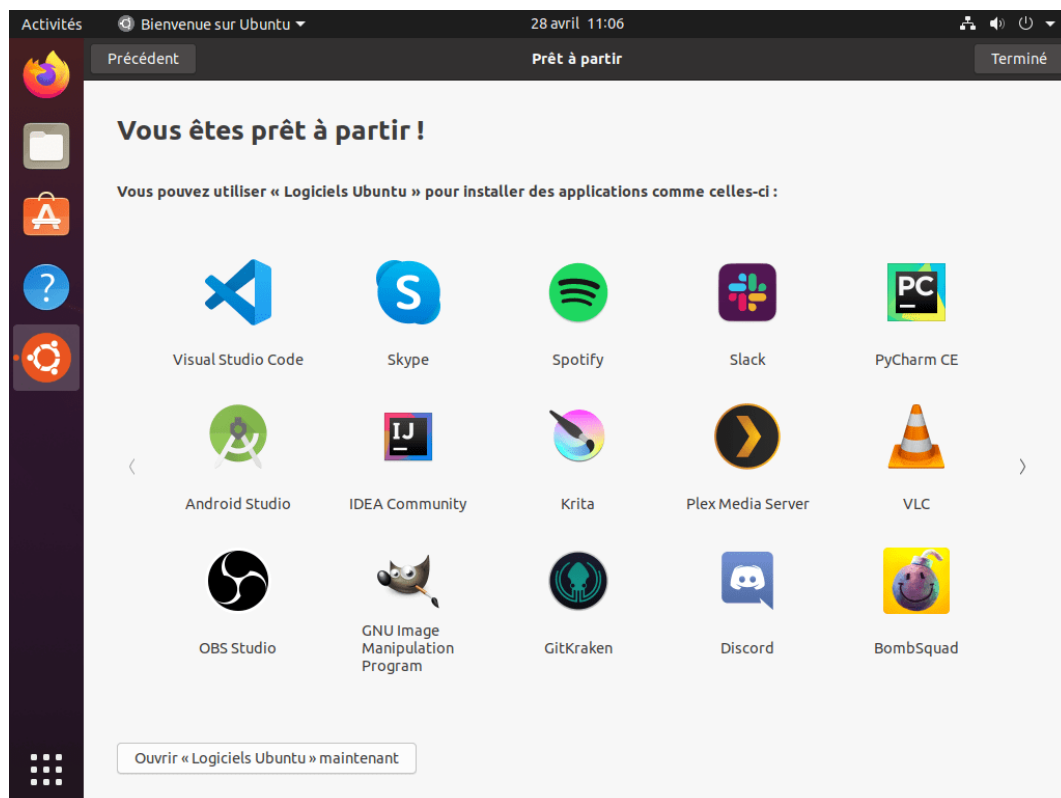 Activités
Bienvenue sur Ubuntu
28 avril 11:06
Précédent
Prêt à partir
Terminé
Vous êtes prêt à partir !
Vous pouvez utiliser « Logiciels Ubuntu » pour installer des applications comme celles-ci :
S
PC
Visual Studio Code
Skype
Spotify
Slack
PyCharm CE
IJ
Android Studio
IDEA Community
Krita
Plex Media Server
VLC
OBS Studio
GNU Image
Manipulation
Program
GitKraken
Discord
BombSquad
Ouvrir « Logiciels Ubuntu » maintenant